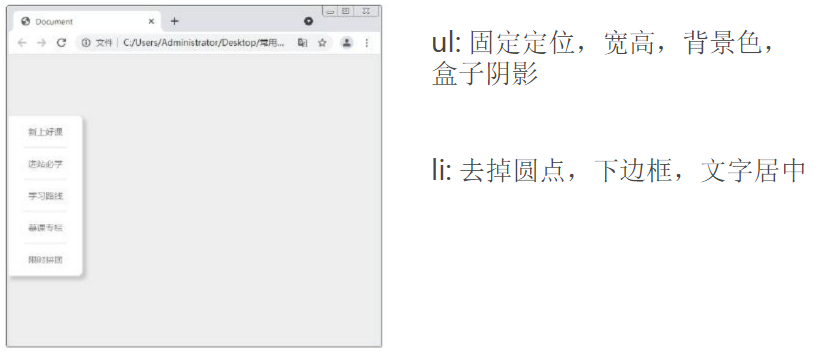 Document
文件 C:/Users/Administrator/Desktop/常用...
新上好课
进站必学
学习路线
慕课专栏
限时拼团
ul: 固定定位，宽高，背景色，
盒子阴影
li: 去掉圆点，下边框，文字居中